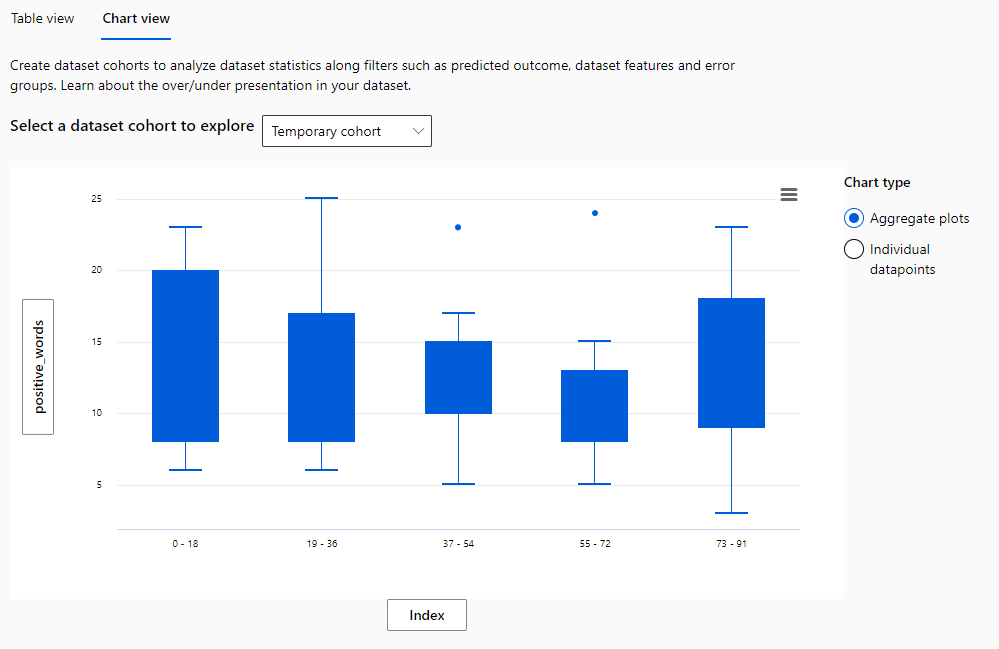 Table view
Chart view
Create dataset cohorts to analyze dataset statistics along filters such as predicted outcome, dataset features and error
groups. Learn about the over/under presentation in your dataset.
Select a dataset cohort to explore
Temporary cohort
Chart type
Aggregate plots
Individual
datapoints
positive_words
25
20
15
10
5
0 - 18
19 - 36
37 - 54
55 - 72
73 - 91
Index